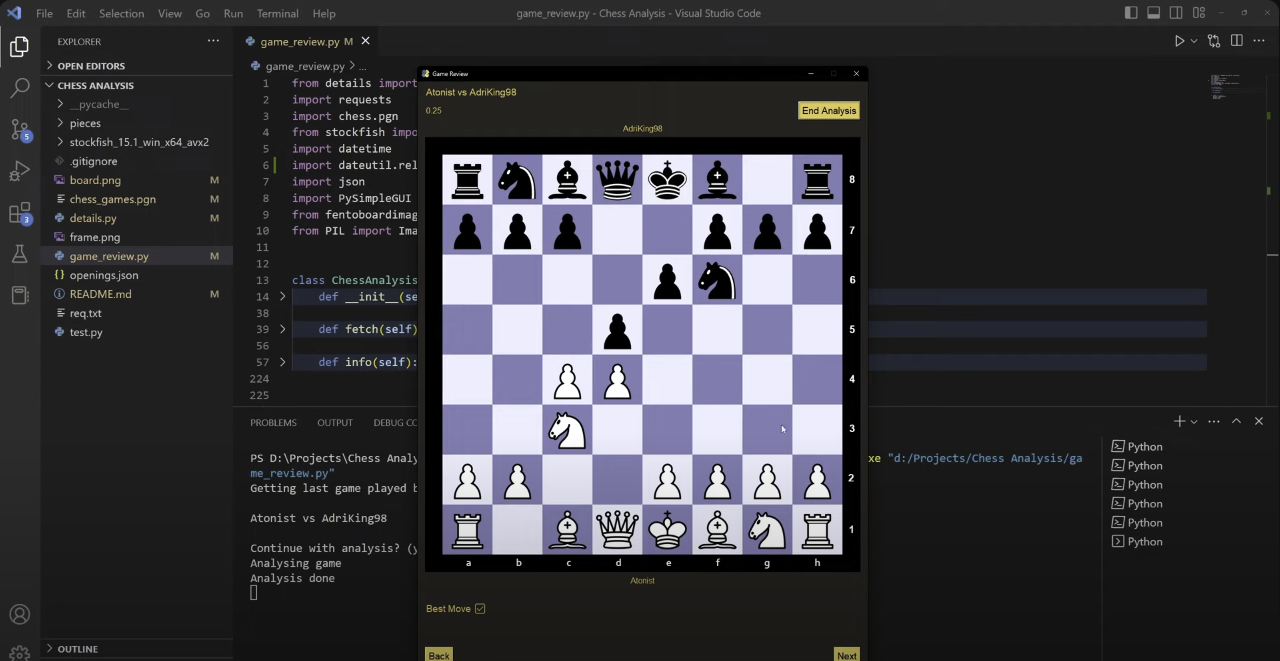 File Edit Selection View Go Run Terminal Help
game_review.py - Chess Analysis - Visual Studio Code
EXPLORER
OPEN EDITORS
CHESS ANALYSIS
__pycache__
pieces
stockfish_15.1_win_x64_avx2
.gitignore
board.png M
chess_games.pgn M
details.py M
frame.png
game_review.py M
openings.json
README.md M
req.txt
test.py
OUTLINE
5
3
game_review.py M
game_review.py > ...
1 from details import
2 import requests
3 import chess.pgn
4 from stockfish impo
5 import datetime
6 import dateutil.rel
7 import json
8 import PySimpleGUI
9 from fentoboardimag
10 from PIL import Ima
11
12
13 class ChessAnalysis
14 def __init__(se
38
39 def fetch(self)
56
57 def info(self):
224
225
Game Review
Atonist vs AdriKing98
0.25
End Analysis
AdriKing98
8
7
6
5
4
3
2
1
a b c d e f g h
Atonist
Best Move
Back
Next
PROBLEMS OUTPUT DEBUG CO
PS D:\Projects\Chess Analy
xe "d:/Projects/Chess Analysis/ga
me_review.py"
Getting last game played b
Atonist vs AdriKing98
Continue with analysis? (y
Analysing game
Analysis done
Python
Python
Python
Python
Python
Python